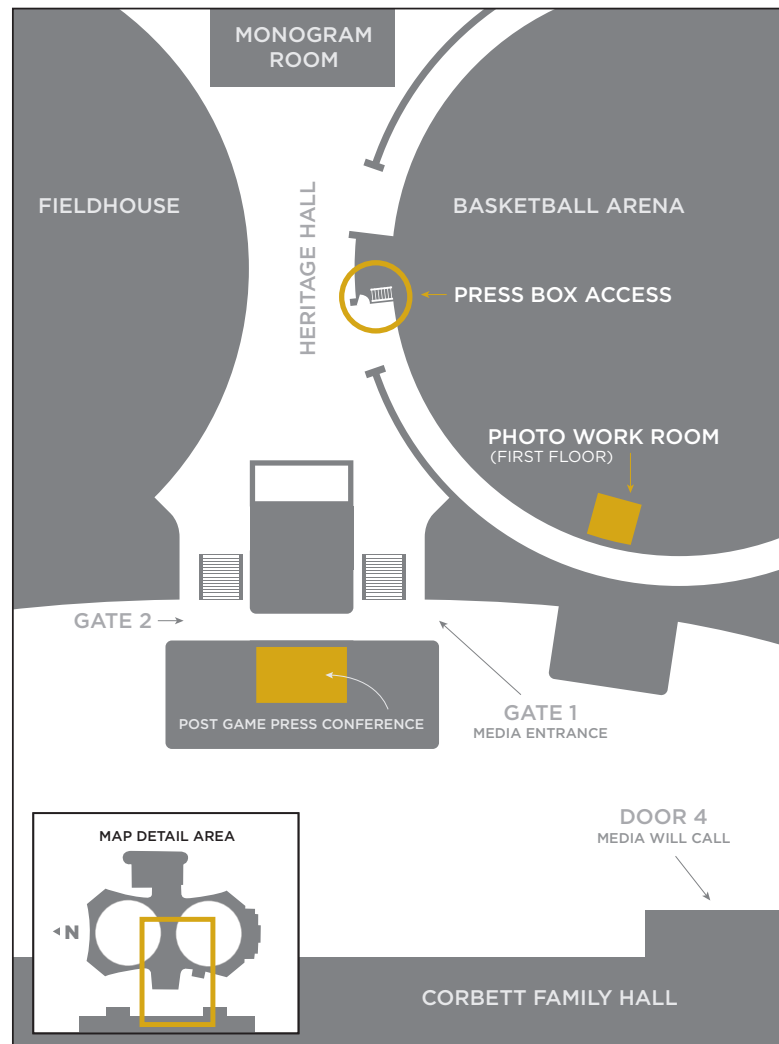 MONOGRAM
ROOM
FIELDHOUSE
BASKETBALL ARENA
HERITAGE HALL
PRESS BOX ACCESS
PHOTO WORK ROOM
(FIRST FLOOR)
GATE 2
GATE 1
MEDIA ENTRANCE
POST GAME PRESS CONFERENCE
DOOR 4
MEDIA WILL CALL
MAP DETAIL AREA
N
CORBETT FAMILY HALL